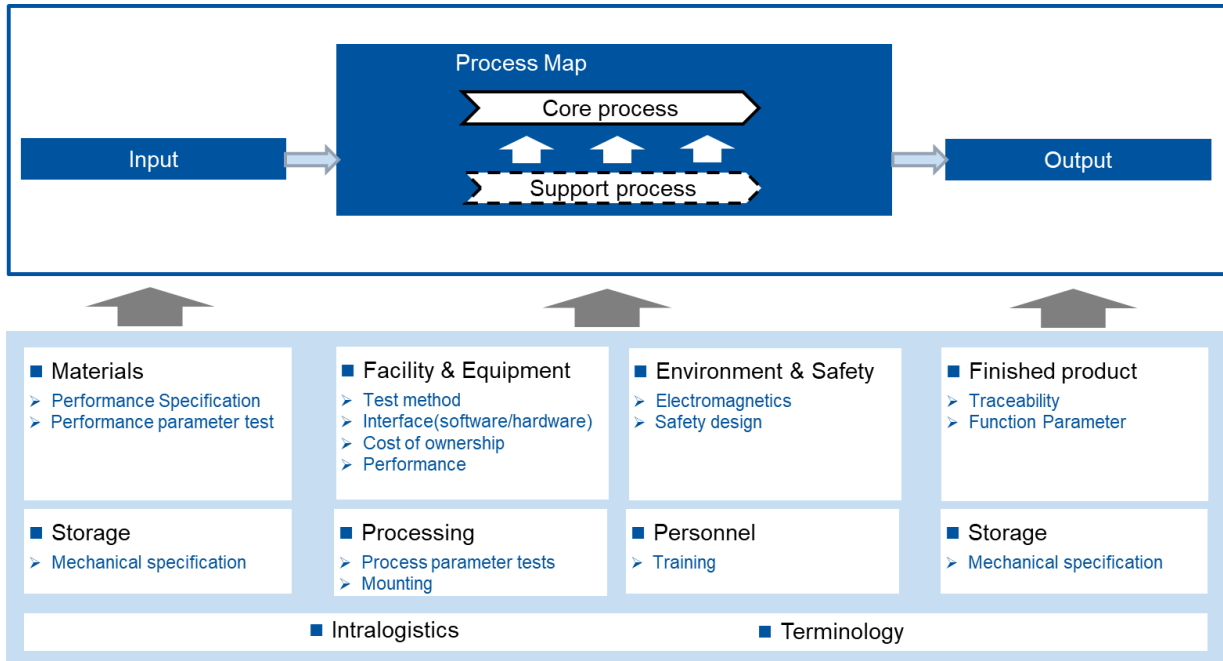 Process Map
Core process
Input
Output
Support process
Materials
Performance Specification
Performance parameter test
Facility & Equipment
Test method
Interface(software/hardware)
Cost of ownership
Performance
Environment & Safety
Electromagnetics
Safety design
Finished product
Traceability
Function Parameter
Storage
Mechanical specification
Processing
Process parameter tests
Mounting
Personnel
Training
Storage
Mechanical specification
Intralogistics
Terminology